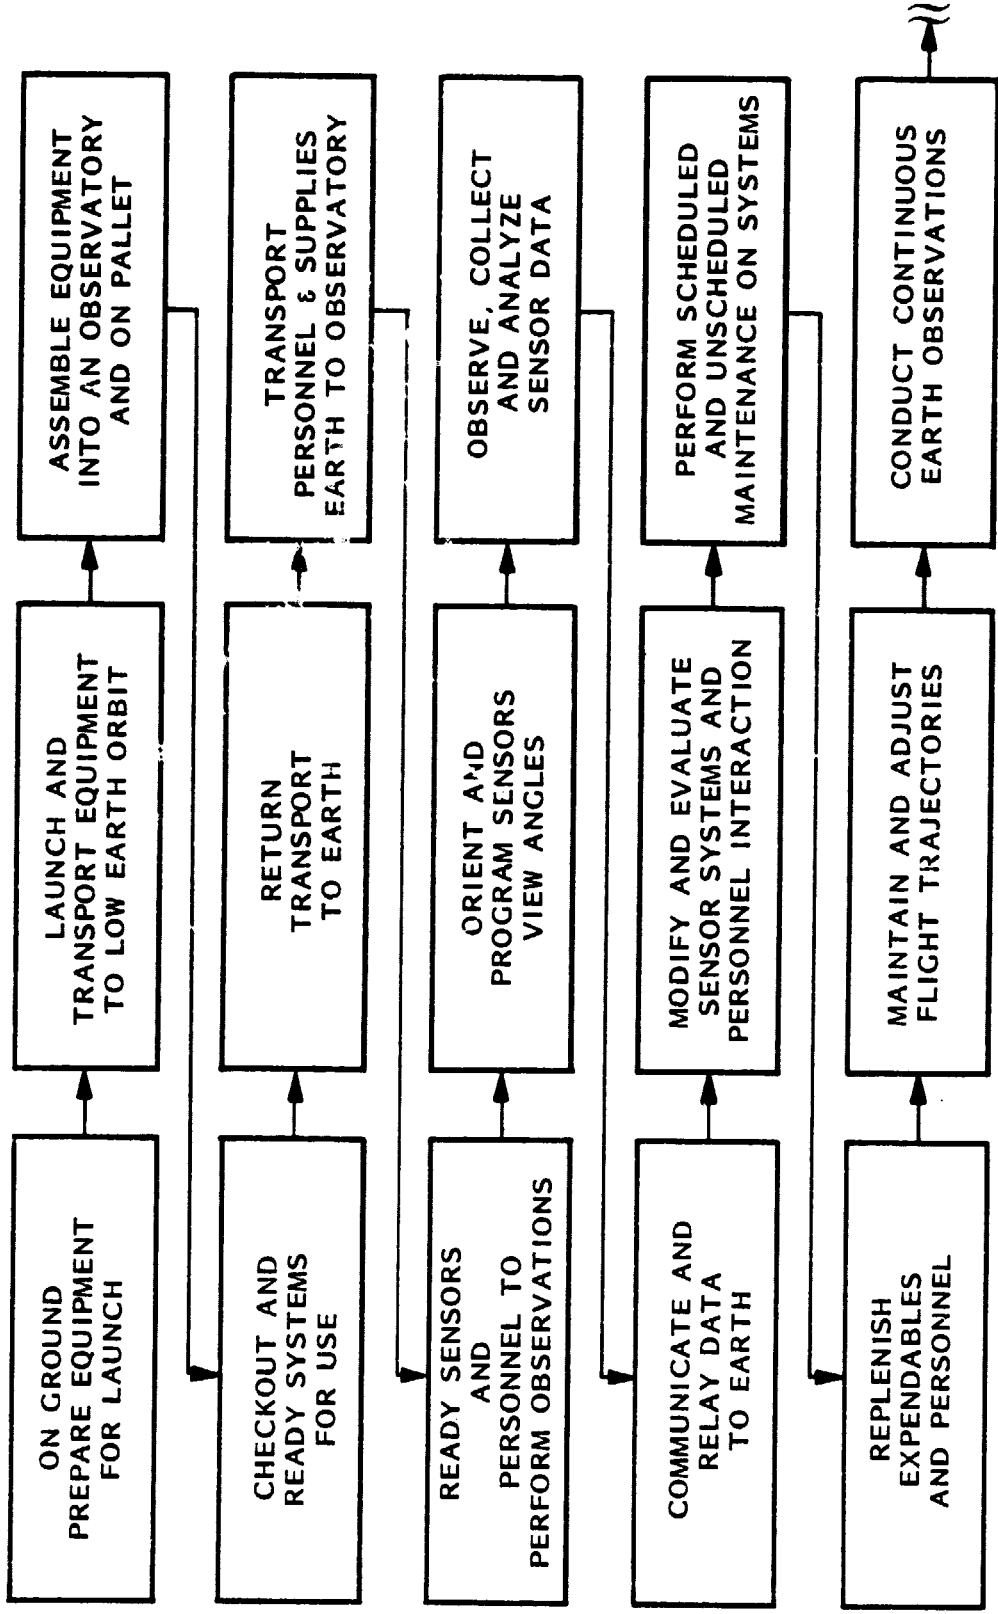 ON GROUND
PREPARE EQUIPMENT
FOR LAUNCH
LAUNCH AND
TRANSPORT EQUIPMENT
TO LOW EARTH ORBIT
ASSEMBLE EQUIPMENT
INTO AN OBSERVATORY
AND ON PALLET
CHECKOUT AND
READY SYSTEMS
FOR USE
RETURN
TRANSPORT
TO EARTH
TRANSPORT
PERSONNEL & SUPPLIES
EARTH TO OBSERVATORY
READY SENSORS
AND
PERSONNEL TO
PERFORM OBSERVATIONS
ORIENT AND
PROGRAM SENSORS
VIEW ANGLES
OBSERVE, COLLECT
AND ANALYZE
SENSOR DATA
COMMUNICATE AND
RELAY DATA
TO EARTH
MODIFY AND EVALUATE
SENSOR SYSTEMS AND
PERSONNEL INTERACTION
PERFORM SCHEDULED
AND UNSCHEDULED
MAINTENANCE ON SYSTEMS
REPLENISH
EXPENDABLES
AND PERSONNEL
MAINTAIN AND ADJUST
FLIGHT TRAJECTORIES
CONDUCT CONTINUOUS
EARTH OBSERVATIONS